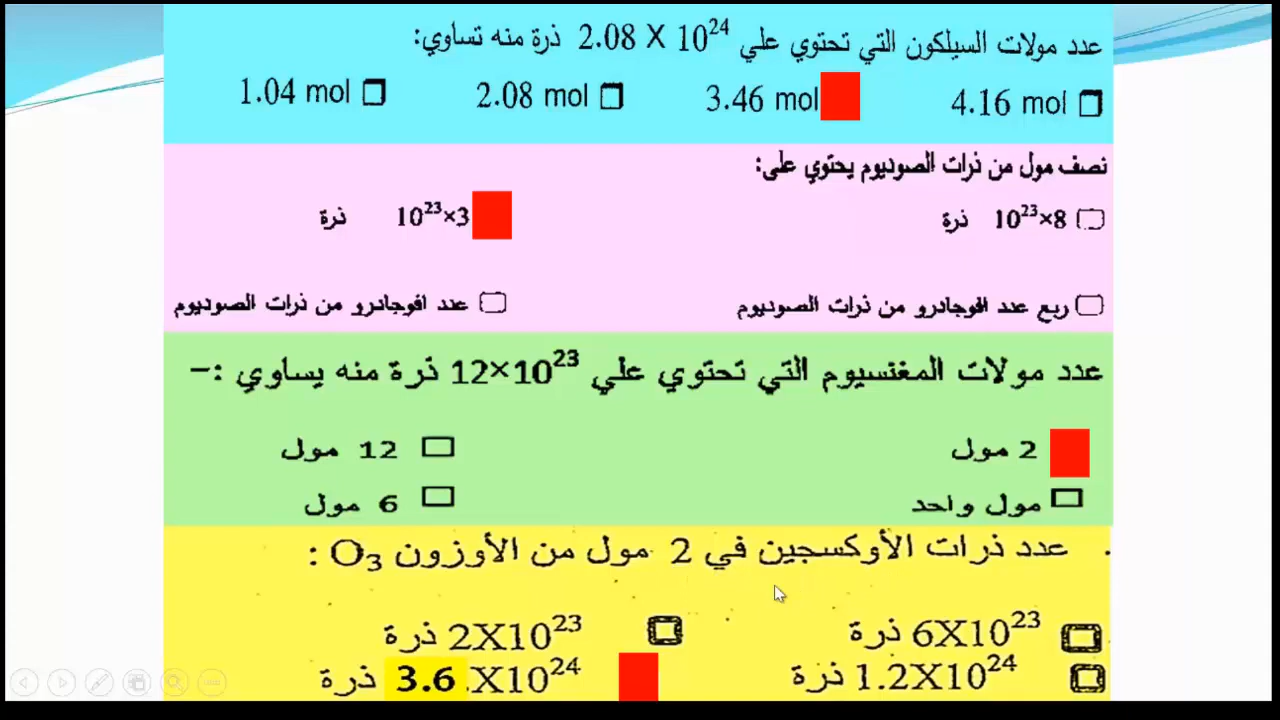 عدد مولات السيلكون التي تحتوي علي 2.08 X 10²⁴ ذرة منه تساوي:
4.16 mol 3.46 mol 2.08 mol 1.04 mol
نصف مول من ذرات الصوديوم يحتوي على:
8×10²³ ذرة 3×10²³ ذرة
ربع عدد افوجادرو من ذرات الصوديوم عدد افوجادرو من ذرات الصوديوم
عدد مولات المغنسيوم التي تحتوي علي 12×10²³ ذرة منه يساوي :-
2 مول 12 مول
مول واحد 6 مول
. عدد ذرات الأوكسجين في 2 مول من الأوزون O₃ :
6X10²³ ذرة 2X10²³ ذرة
1.2X10²⁴ ذرة 3.6.X10²⁴ ذرة